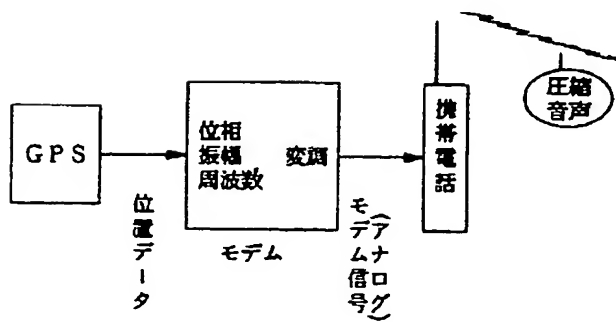 GPS
位置データ
位相
振幅
周波数
変調
モデム
モデム信号
(アナログ)
携帯電話
圧縮
音声